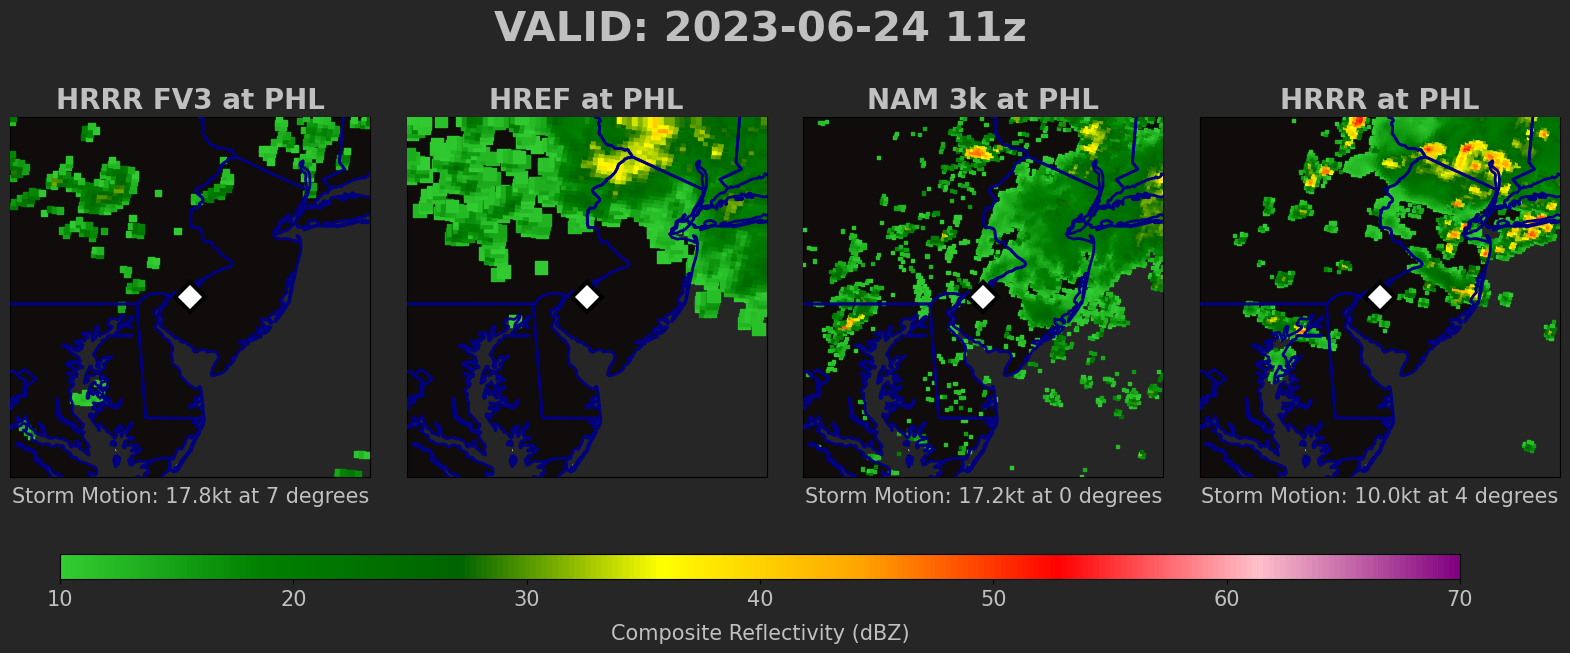 VALID: 2023-06-24 11z
HRRR FV3 at PHL
HREF at PHL
NAM 3k at PHL
HRRR at PHL
Storm Motion: 17.8kt at 7 degrees
Storm Motion: 17.2kt at 0 degrees
Storm Motion: 10.0kt at 4 degrees
10 20 30 40 50 60 70
Composite Reflectivity (dBZ)